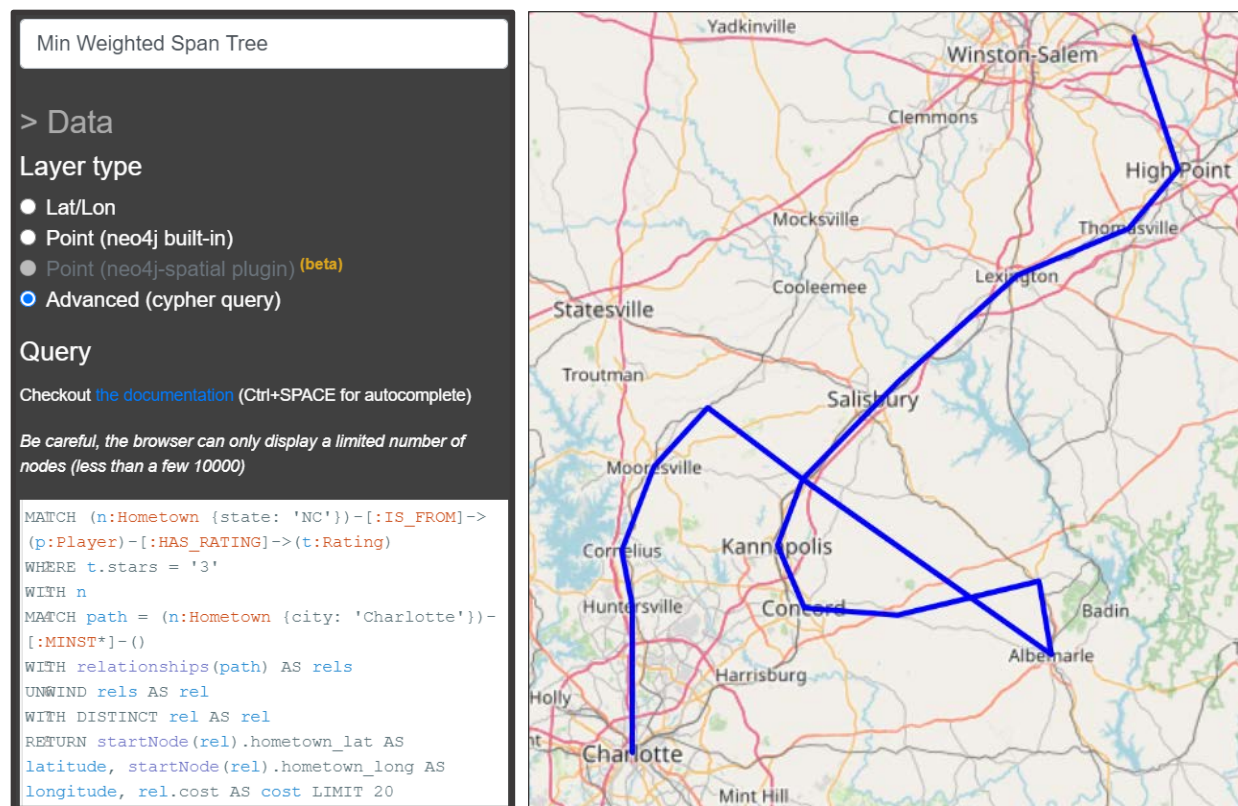 Min Weighted Span Tree
> Data
Layer type
Lat/Lon
Point (neo4j built-in)
Point (neo4j-spatial plugin) (beta)
Advanced (cypher query)
Query
Checkout the documentation (Ctrl+SPACE for autocomplete)
Be careful, the browser can only display a limited number of
nodes (less than a few 10000)
MATCH (n:Hometown {state: 'NC'})-[:IS_FROM]->
(p:Player)-[:HAS_RATING]->(t:Rating)
WHERE t.stars = '3'
WITH n
MATCH path = (n:Hometown {city: 'Charlotte'})-
[:MINST*]-()
WITH relationships(path) AS rels
UNWIND rels AS rel
WITH DISTINCT rel AS rel
RETURN startNode(rel).hometown_lat AS
latitude, startNode(rel).hometown_long AS
longitude, rel.cost AS cost LIMIT 20
Yadkinville
Winston-Salem
Clemmons
High Point
Mocksville
Thomasville
Lexington
Cooleemee
Statesville
Troutman
Salisbury
Mooresville
Cornelius
Kannapolis
Huntersville
Concord
Badin
Albemarle
Harrisburg
Holly
Charlotte
Mint Hill